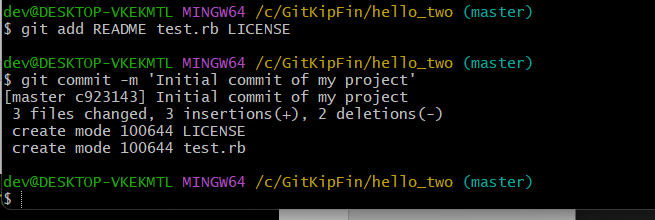 dev@DESKTOP-VKEKMTL MINGW64 /c/GitKipFin/hello_two (master)
$ git add README test.rb LICENSE
dev@DESKTOP-VKEKMTL MINGW64 /c/GitKipFin/hello_two (master)
$ git commit -m 'Initial commit of my project'
[master c923143] Initial commit of my project
 3 files changed, 3 insertions(+), 2 deletions(-)
 create mode 100644 LICENSE
 create mode 100644 test.rb
dev@DESKTOP-VKEKMTL MINGW64 /c/GitKipFin/hello_two (master)
$